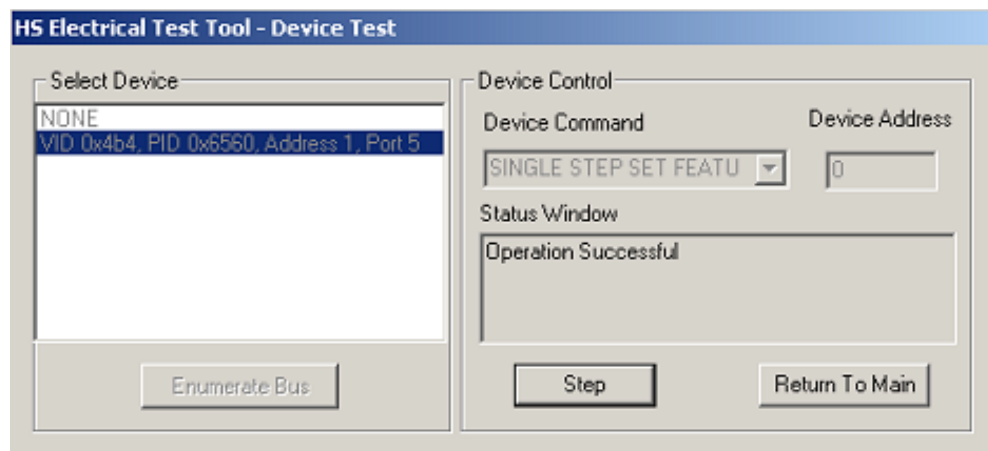 HS Electrical Test Tool - Device Test
Select Device
NONE
VID 0x4b4, PID 0x6560, Address 1, Port 5
Enumerate Bus
Device Control
Device Command
Device Address
SINGLE STEP SET FEATU
0
Status Window
Operation Successful
Step
Return To Main